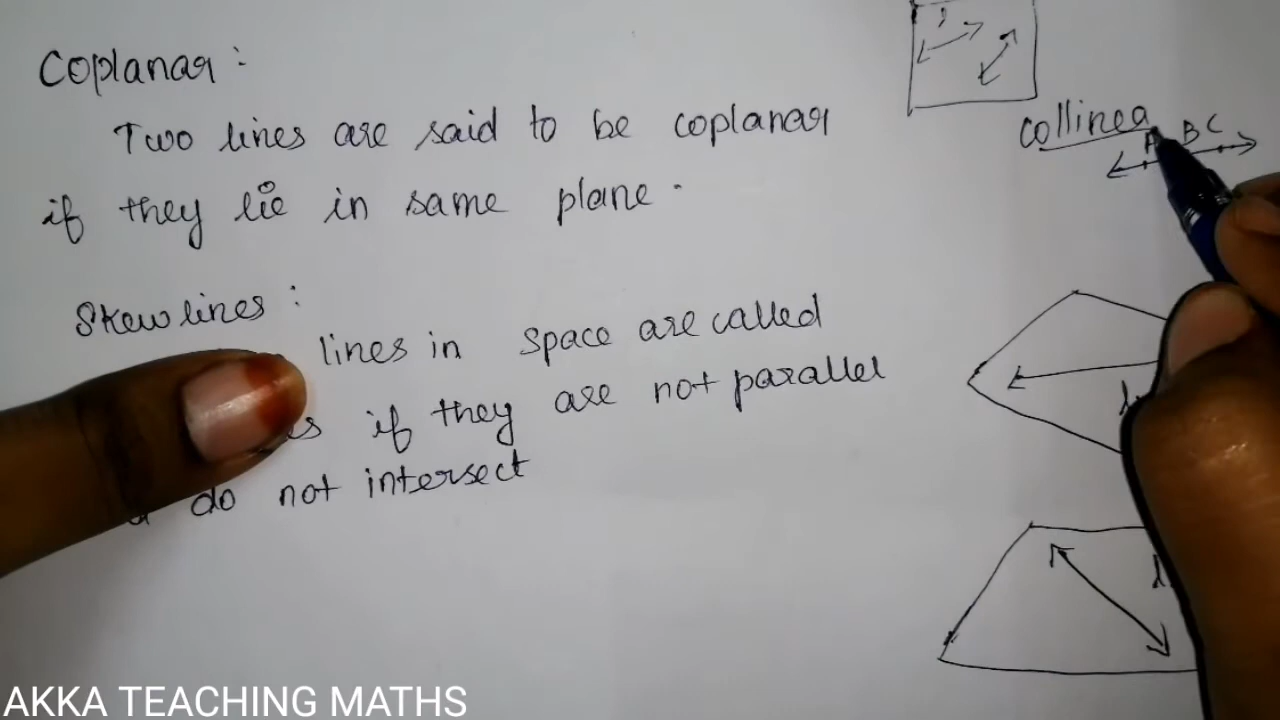 Coplanar :
Two lines are said to be coplanar
if they lie in same plane .
collinea
A B C
Skew lines :
lines in space are called
if they are not parallel
do not intersect
AKKA TEACHING MATHS